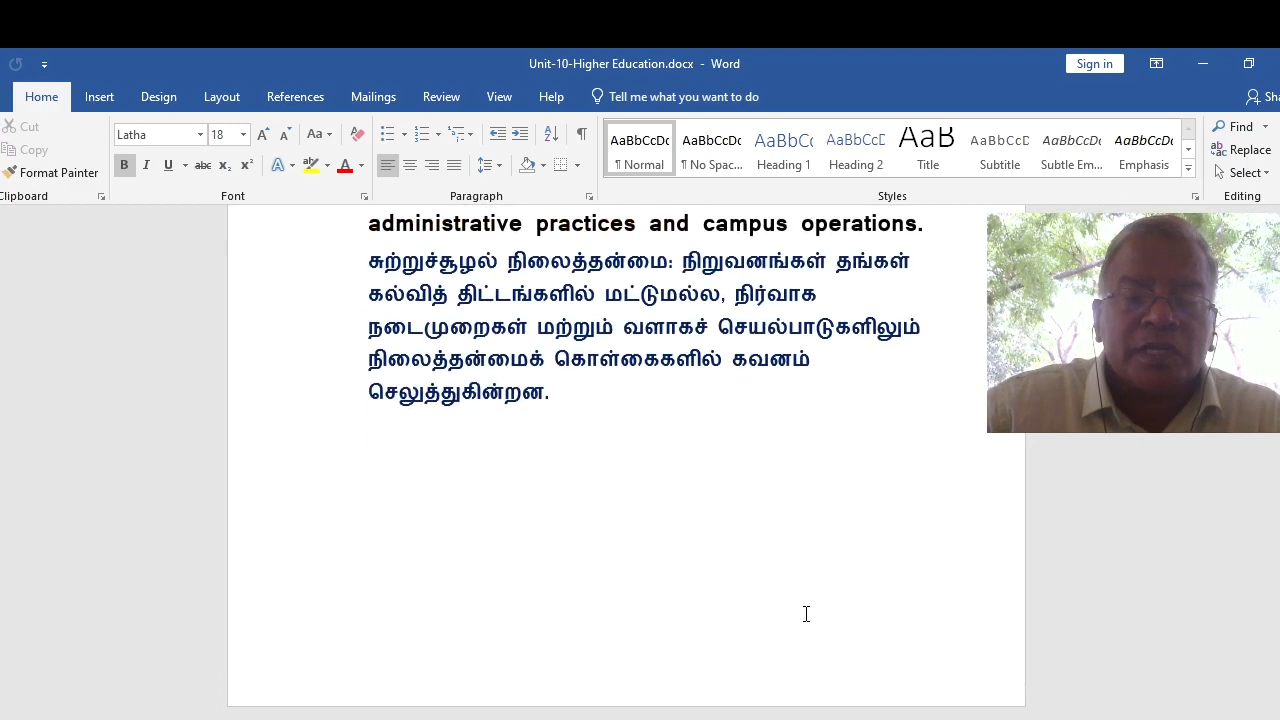 Unit-10-Higher Education.docx - Word
Sign in
Home Insert Design Layout References Mailings Review View Help Tell me what you want to do
Cut
Copy
Format Painter
Clipboard
Latha 18
Font
Paragraph
AaBbCcDc AaBbCcDc AaBbC AaBbCcD AaB AaBbCcD AaBbCcDc AaBbCcDc
¶ Normal ¶ No Spac... Heading 1 Heading 2 Title Subtitle Subtle Em... Emphasis
Styles
Find
Replace
Select
Editing
administrative practices and campus operations.
சுற்றுச்சூழல் நிலைத்தன்மை: நிறுவனங்கள் தங்கள்
கல்வித் திட்டங்களில் மட்டுமல்ல, நிர்வாக
நடைமுறைகள் மற்றும் வளாகச் செயல்பாடுகளிலும்
நிலைத்தன்மைக் கொள்கைகளில் கவனம்
செலுத்துகின்றன.